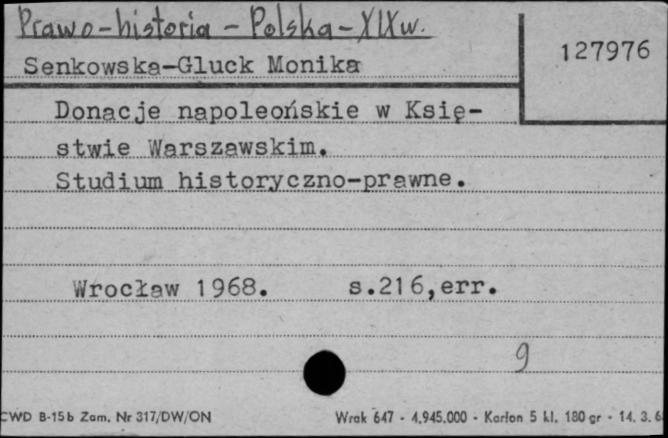 Prawo-historia - Polska - XIX w.
127976
Senkowska-Gluck Monika
Donacje napoleońskie w Księ-
stwie Warszawskim.
Studium historyczno-prawne.
Wrocław 1968. s.216,err.
9
CWD B-15b Zam. Nr 317/DW/ON Wrak 647 - 4.945.000 - Karton 5 kl. 180 gr - 14. 3. 6